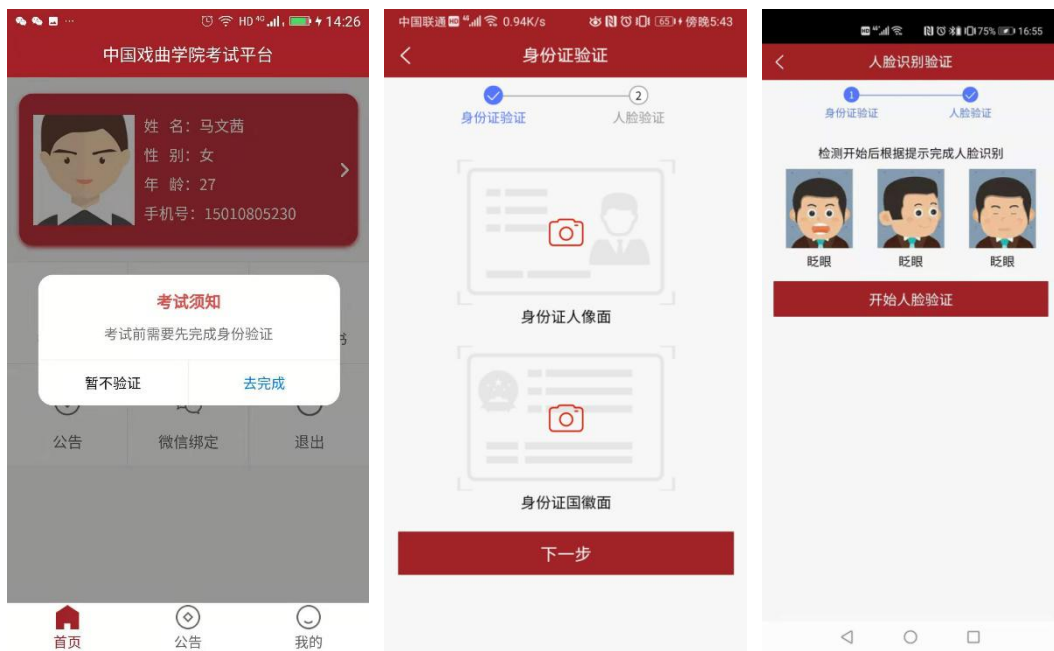 HD 4G 14:26
中国戏曲学院考试平台
姓 名：马文茜
性 别：女
年 龄：27
手机号：15010805230
考试须知
考试前需要先完成身份验证
暂不验证 去完成
公告 微信绑定 退出
首页 公告 我的
中国联通 HD 0.94K/s 65 傍晚5:43
身份证验证
2
身份证验证 人脸验证
身份证人像面
身份证国徽面
下一步
HD 75% 16:55
人脸识别验证
1
身份证验证 人脸验证
检测开始后根据提示完成人脸识别
眨眼 眨眼 眨眼
开始人脸验证